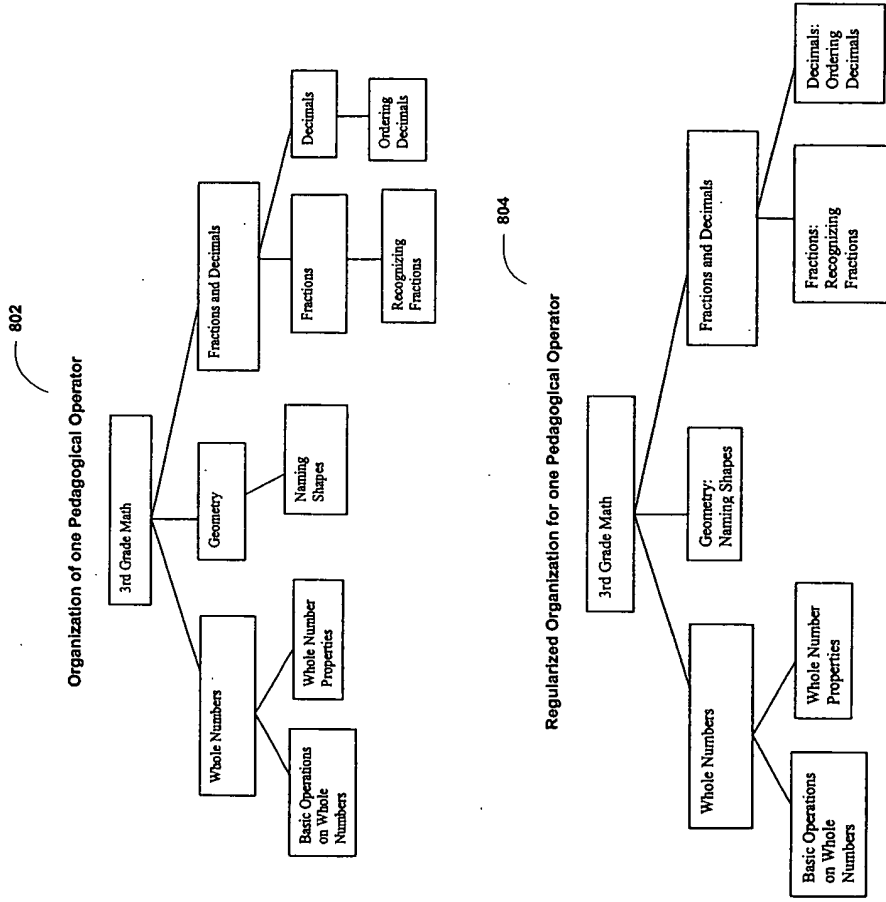 802
Organization of one Pedagogical Operator
3rd Grade Math
Whole Numbers
Geometry
Fractions and Decimals
Basic Operations
on Whole
Numbers
Whole Number
Properties
Naming
Shapes
Fractions
Decimals
Recognizing
Fractions
Ordering
Decimals
804
Regularized Organization for one Pedagogical Operator
3rd Grade Math
Whole Numbers
Geometry:
Naming Shapes
Fractions and Decimals
Basic Operations
on Whole
Numbers
Whole Number
Properties
Fractions:
Recognizing
Fractions
Decimals:
Ordering
Decimals